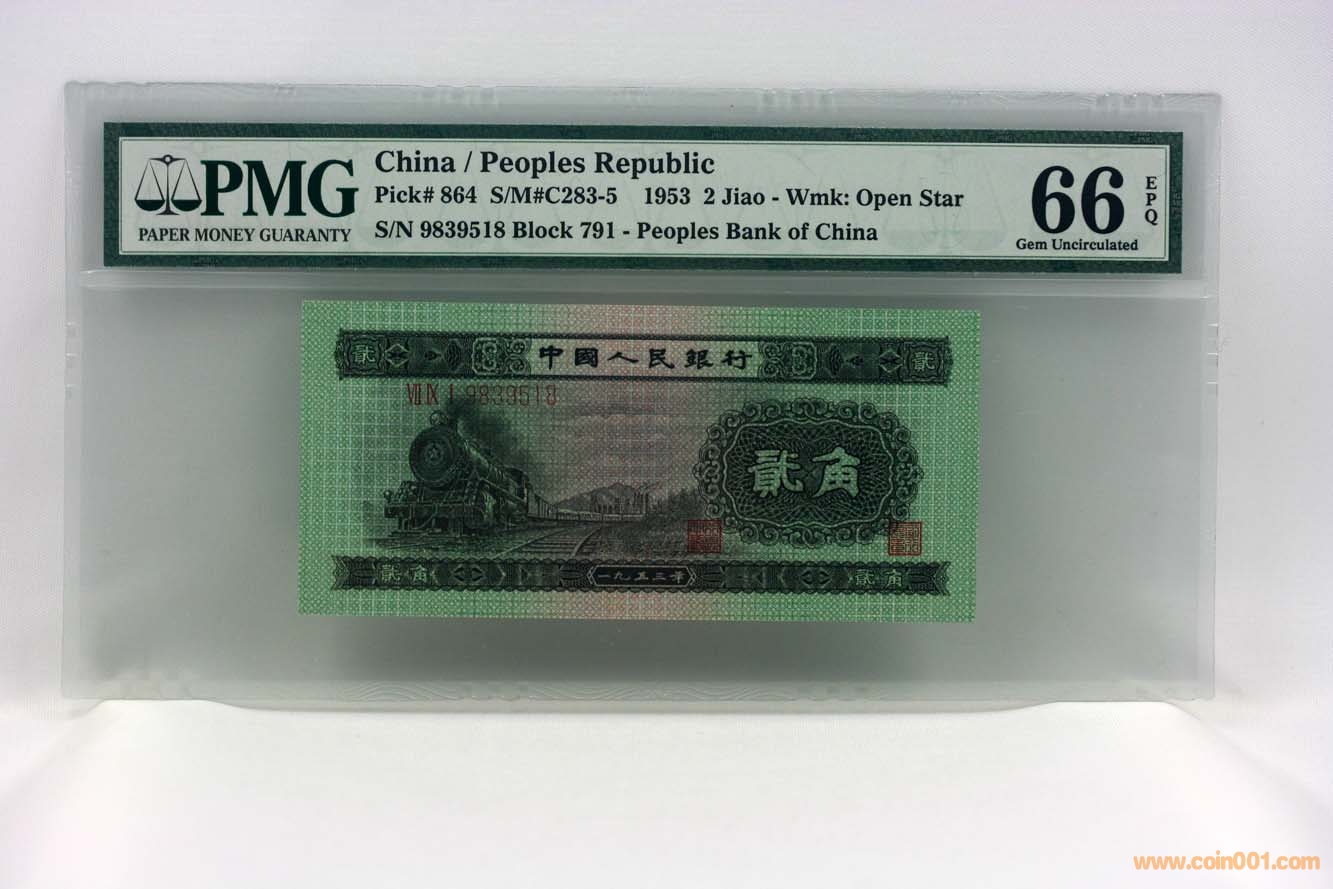 PMG
PAPER MONEY GUARANTY
China / Peoples Republic
Pick# 864 S/M#C283-5 1953 2 Jiao - Wmk: Open Star
S/N 9839518 Block 791 - Peoples Bank of China
66
EPQ
Gem Uncirculated
貳 中國人民銀行 貳
VII IX I 9839518
貳角
貳角 一九五三年 貳角
www.coin001.com